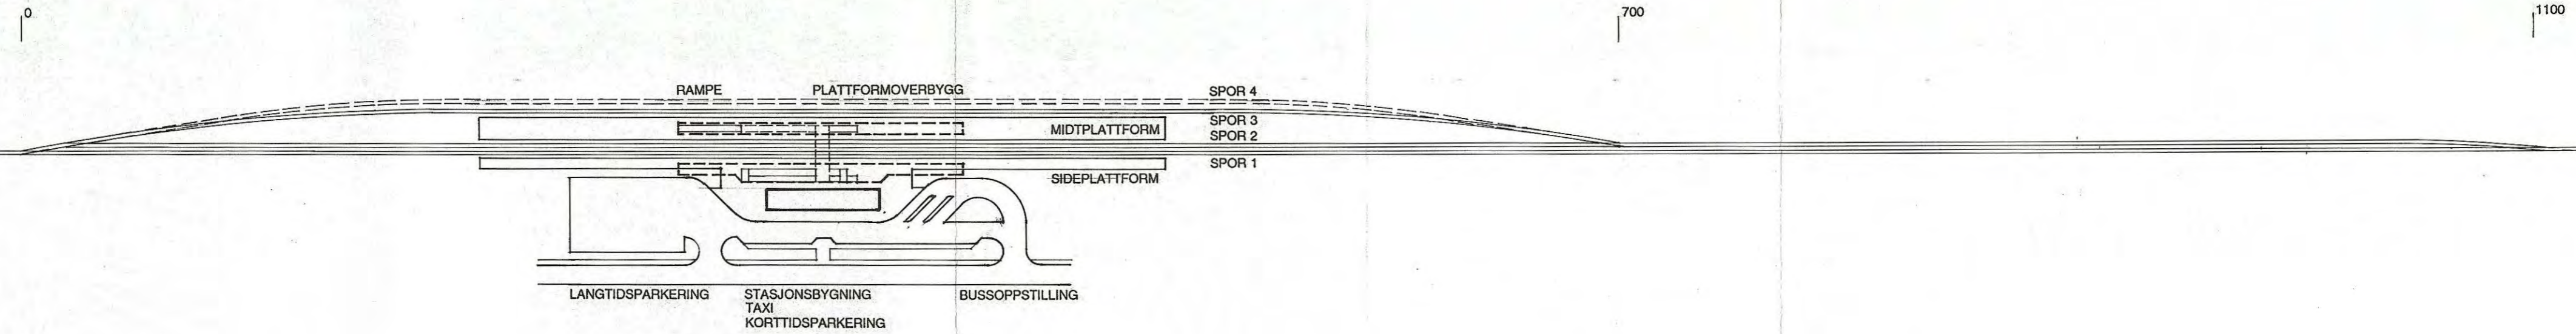 0
700
1100
RAMPE
PLATTFORMOVERBYGG
SPOR 4
SPOR 3
MIDTPLATTFORM
SPOR 2
SPOR 1
SIDEPLATTFORM
LANGTIDSPARKERING
STASJONSBYGNING
TAXI
KORTTIDSPARKERING
BUSSOPPSTILLING